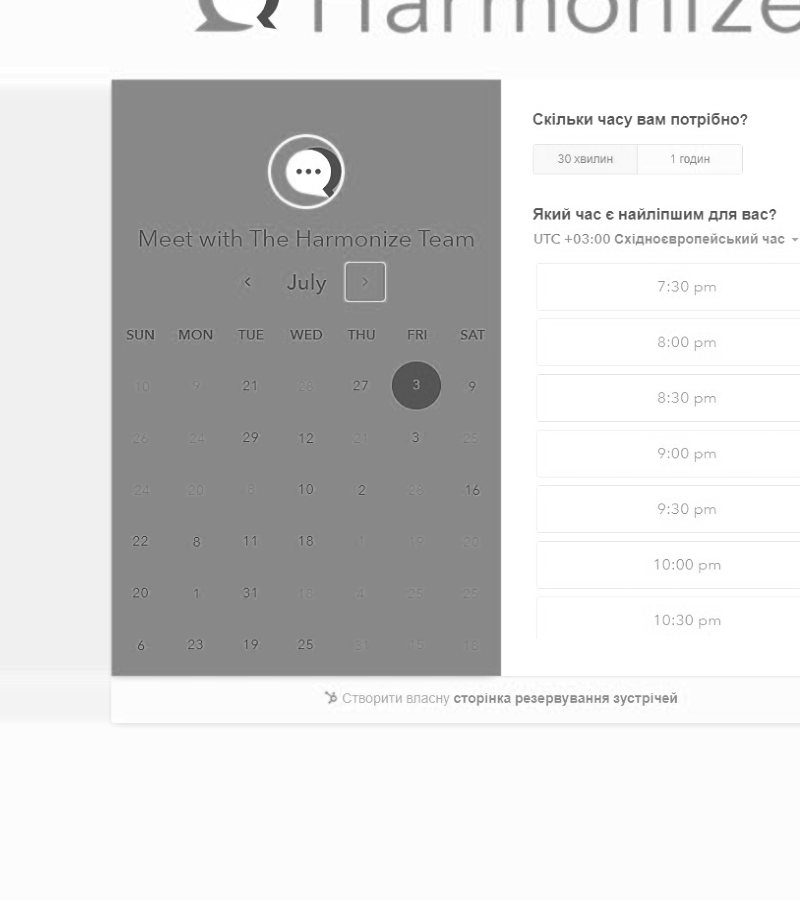 Harmonize
Meet with The Harmonize Team
July
SUN MON TUE WED THU FRI SAT
10 9 21 27 3 9
26 24 29 12 21 3 25
24 20 8 10 2 28 16
22 8 11 18 1 19 20
20 1 31 18 4 25 25
6 23 19 25 31 15 18
Скільки часу вам потрібно?
30 хвилин 1 годин
Який час є найліпшим для вас?
UTC +03:00 Східноєвропейський час
7:30 pm
8:00 pm
8:30 pm
9:00 pm
9:30 pm
10:00 pm
10:30 pm
Створити власну сторінка резервування зустрічей